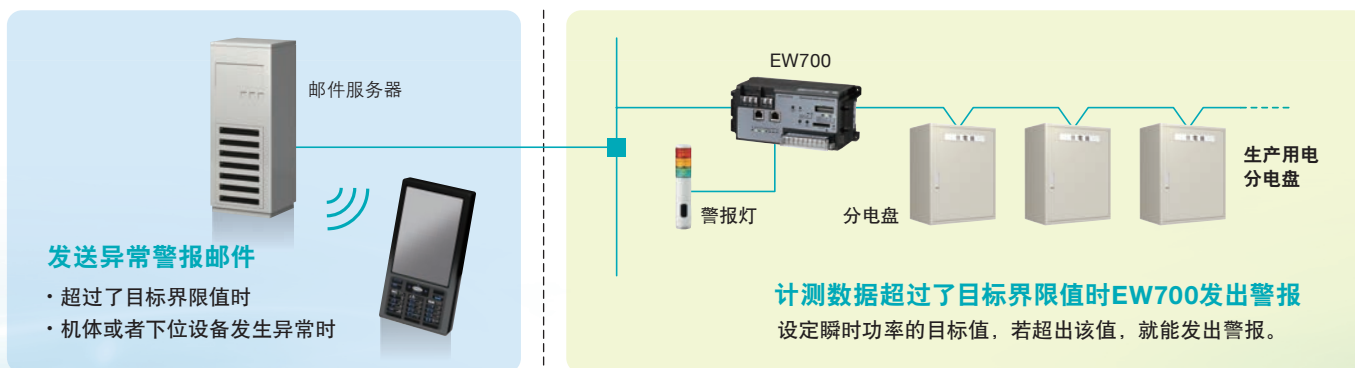 邮件服务器
发送异常警报邮件
・超过了目标界限值时
・机体或者下位设备发生异常时
EW700
警报灯
分电盘
生产用电
分电盘
计测数据超过了目标界限值时EW700发出警报
设定瞬时功率的目标值，若超出该值，就能发出警报。